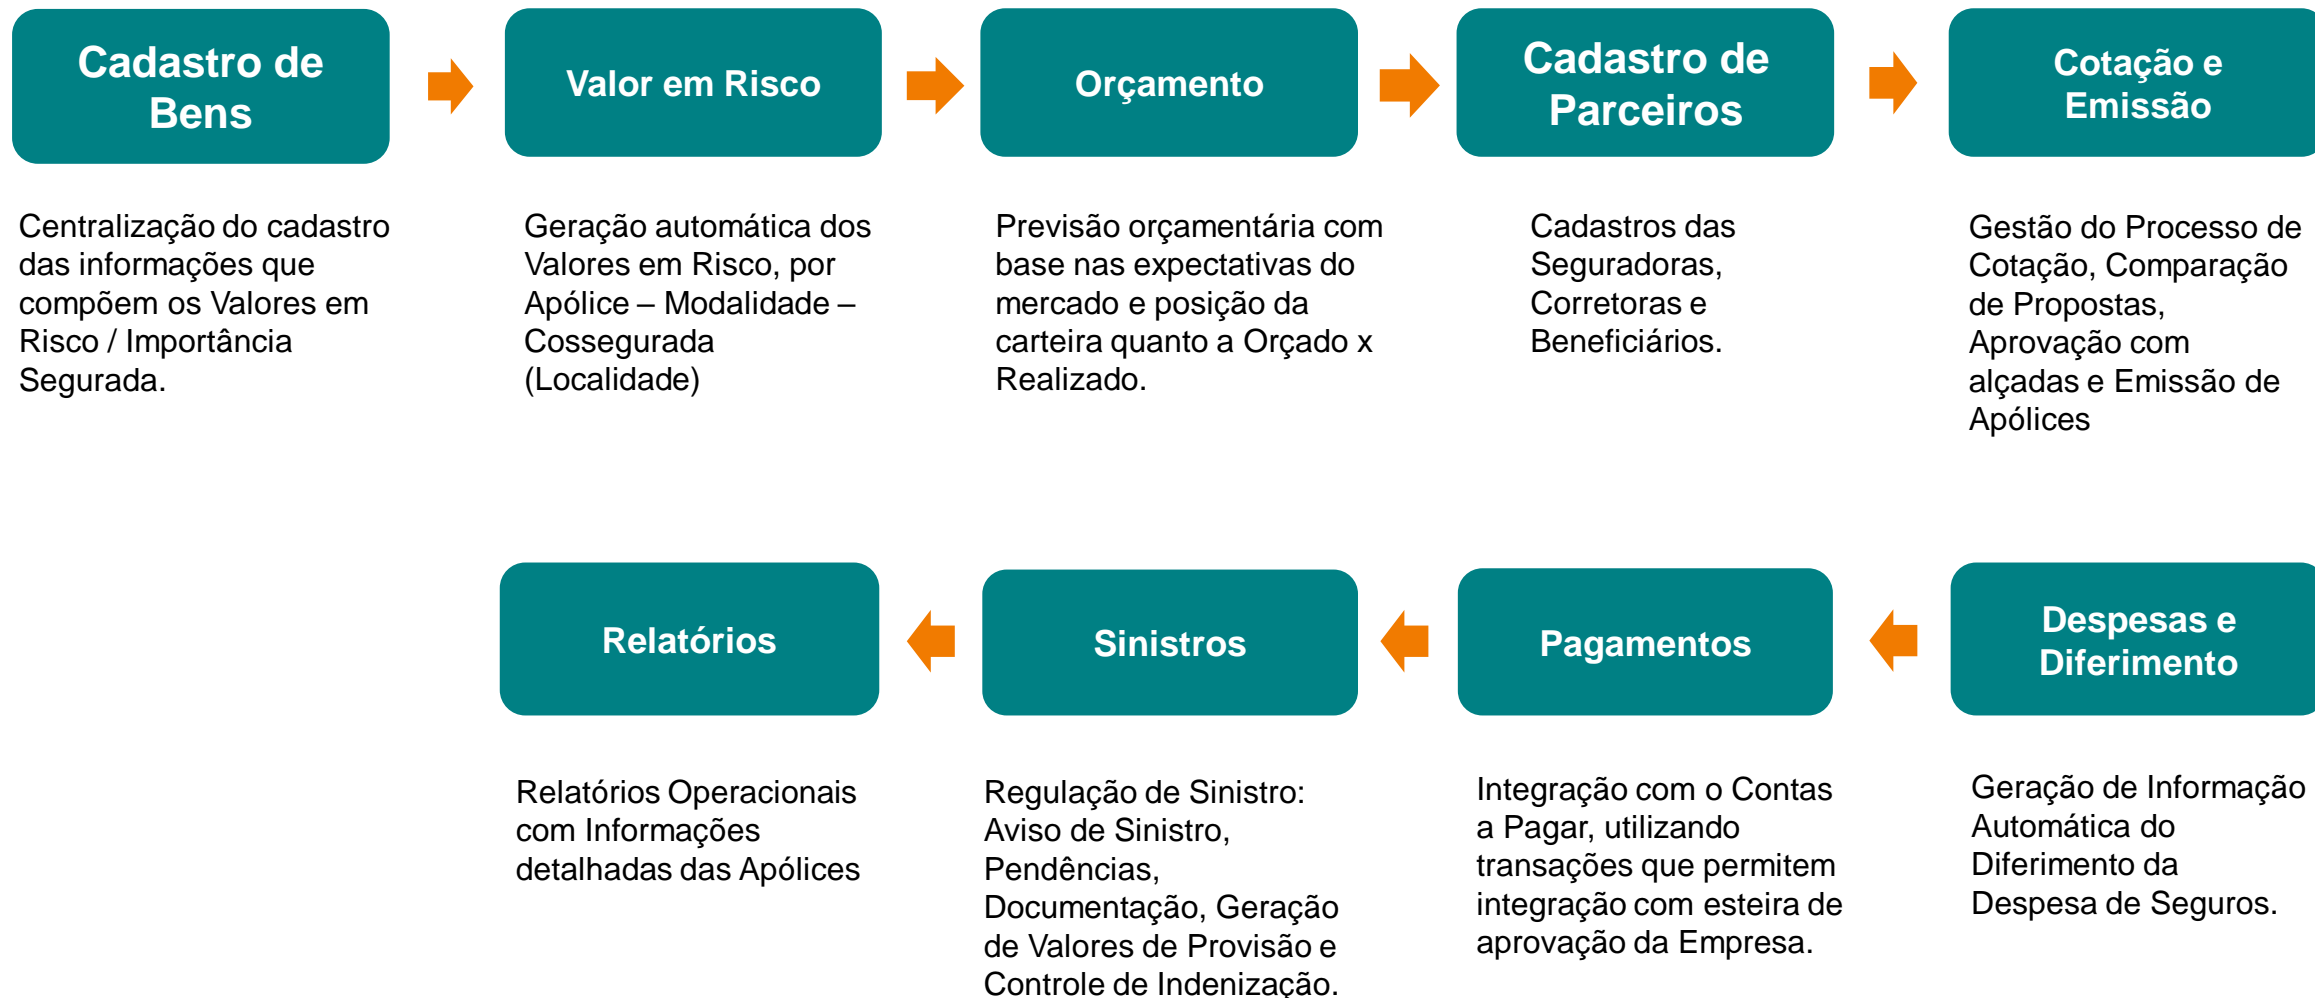 Cadastro de
Bens
Valor em Risco
Orçamento
Cadastro de
Parceiros
Cotação e
Emissão
Centralização do cadastro
das informações que
compõem os Valores em
Risco / Importância
Segurada.
Geração automática dos
Valores em Risco, por
Apólice – Modalidade –
Cossegurada
(Localidade)
Previsão orçamentária com
base nas expectativas do
mercado e posição da
carteira quanto a Orçado x
Realizado.
Cadastros das
Seguradoras,
Corretoras e
Beneficiários.
Gestão do Processo de
Cotação, Comparação
de Propostas,
Aprovação com
alçadas e Emissão de
Apólices
Despesas e
Diferimento
Pagamentos
Sinistros
Relatórios
Geração de Informação
Automática do
Diferimento da
Despesa de Seguros.
Integração com o Contas
a Pagar, utilizando
transações que permitem
integração com esteira de
aprovação da Empresa.
Regulação de Sinistro:
Aviso de Sinistro,
Pendências,
Documentação, Geração
de Valores de Provisão e
Controle de Indenização.
Relatórios Operacionais
com Informações
detalhadas das Apólices